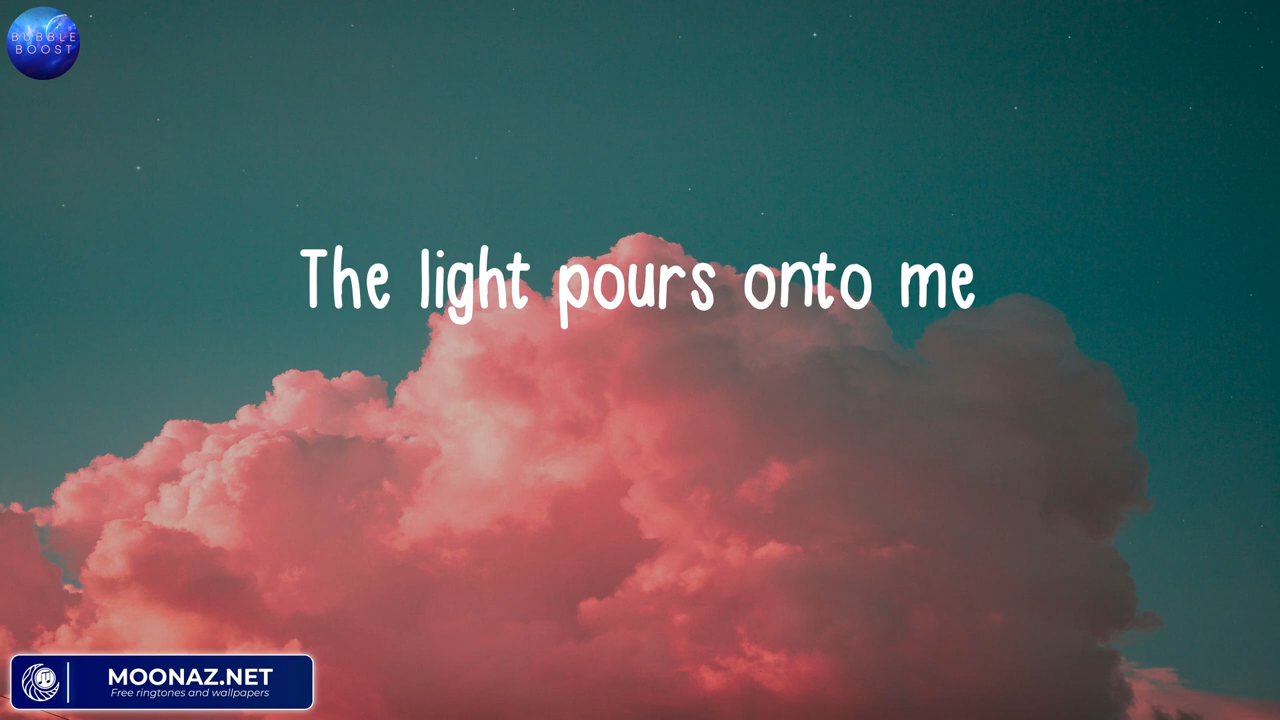 BUBBLE
BOOST
The light pours onto me
MOONAZ.NET
Free ringtones and wallpapers